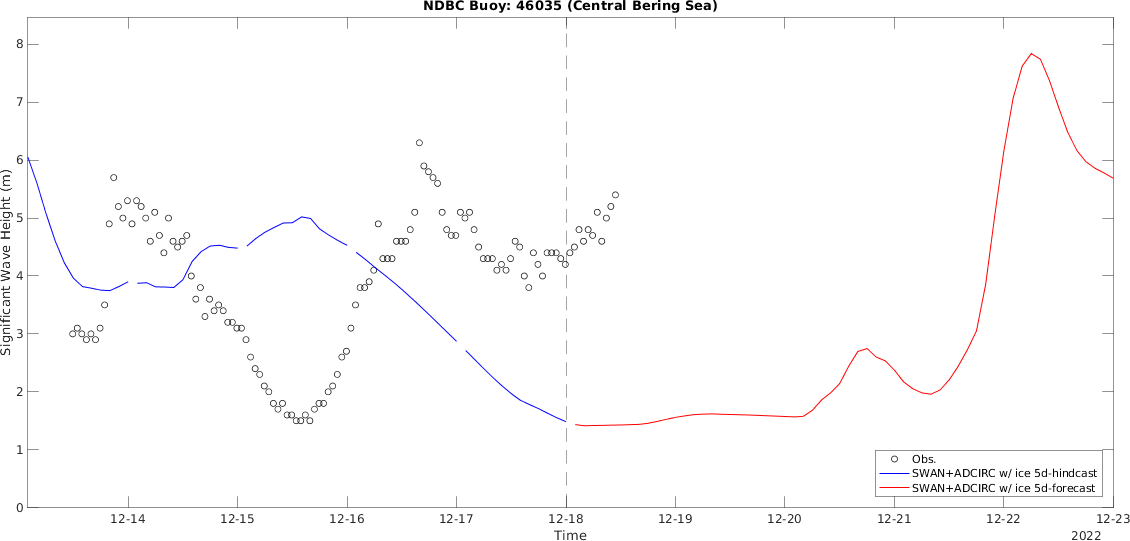 NDBC Buoy: 46035 (Central Bering Sea)
Significant Wave Height (m)
8
7
6
5
4
3
2
1
0
Obs.
SWAN+ADCIRC w/ ice 5d-hindcast
SWAN+ADCIRC w/ ice 5d-forecast
12-14 12-15 12-16 12-17 12-18 12-19 12-20 12-21 12-22 12-23
Time
2022